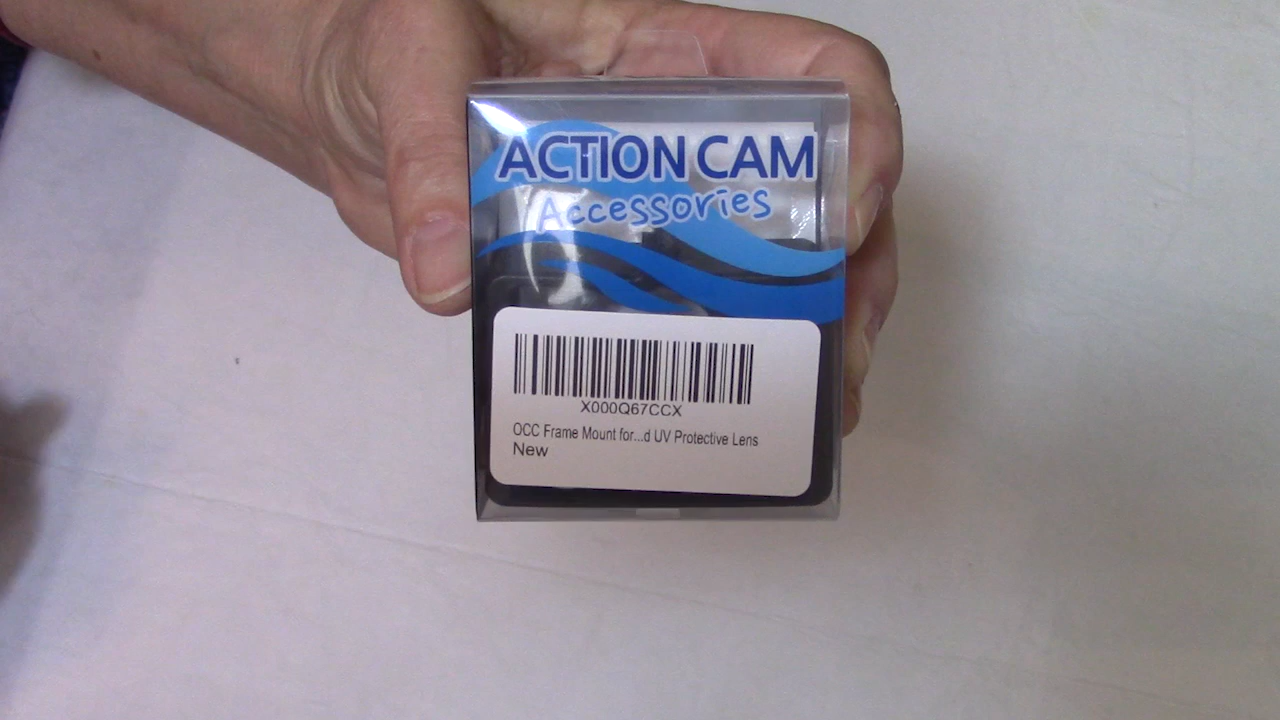 ACTION CAM
Accessories
X000Q67CCX
OCC Frame Mount for...d UV Protective Lens
New